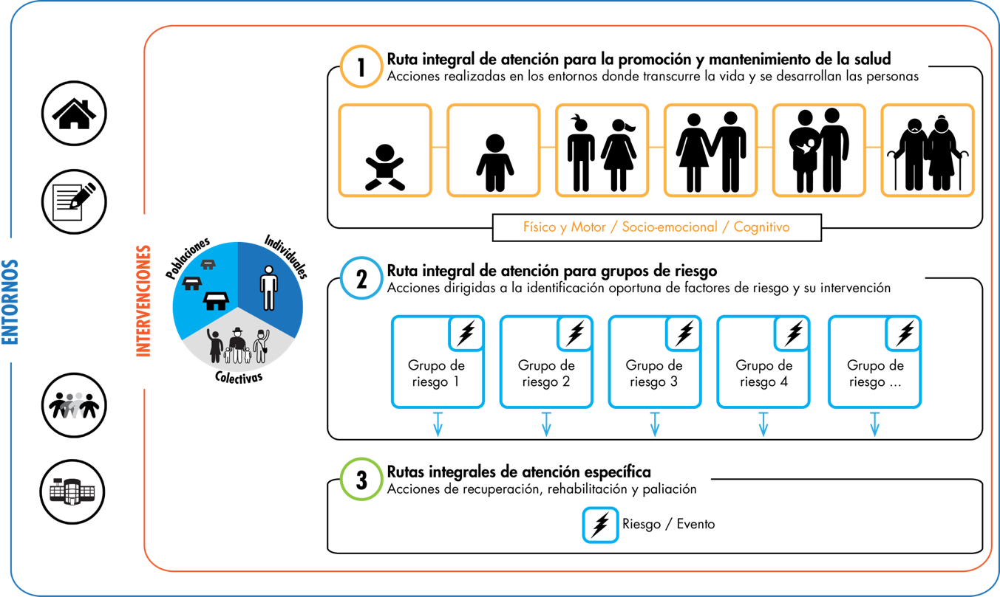 ENTORNOS
INTERVENCIONES
Poblaciones
Individuales
Colectivas
1
Ruta integral de atención para la promoción y mantenimiento de la salud
Acciones realizadas en los entornos donde transcurre la vida y se desarrollan las personas
Físico y Motor / Socio-emocional / Cognitivo
2
Ruta integral de atención para grupos de riesgo
Acciones dirigidas a la identificación oportuna de factores de riesgo y su intervención
Grupo de
riesgo 1
Grupo de
riesgo 2
Grupo de
riesgo 3
Grupo de
riesgo 4
Grupo de
riesgo ...
3
Rutas integrales de atención específica
Acciones de recuperación, rehabilitación y paliación
Riesgo / Evento